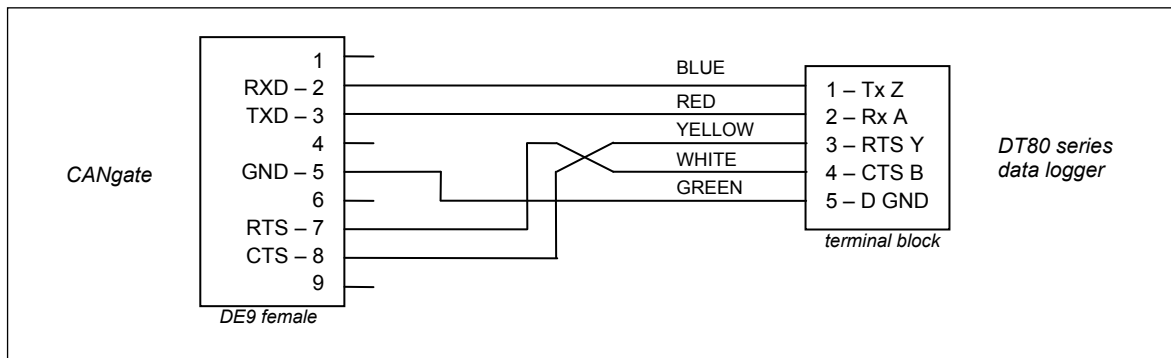 CANgate
1
RXD – 2
TXD – 3
4
GND – 5
6
RTS – 7
CTS – 8
9
DE9 female
BLUE
RED
YELLOW
WHITE
GREEN
1 – Tx Z
2 – Rx A
3 – RTS Y
4 – CTS B
5 – D GND
terminal block
DT80 series
data logger